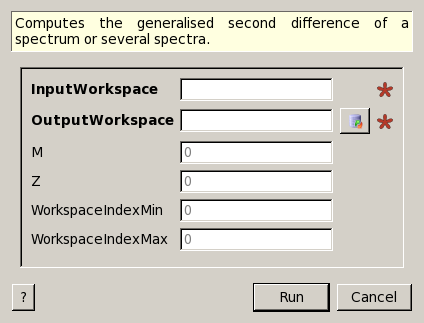 Computes the generalised second difference of a
spectrum or several spectra.
InputWorkspace
OutputWorkspace
M 0
Z 0
WorkspaceIndexMin 0
WorkspaceIndexMax 0
? Run Cancel